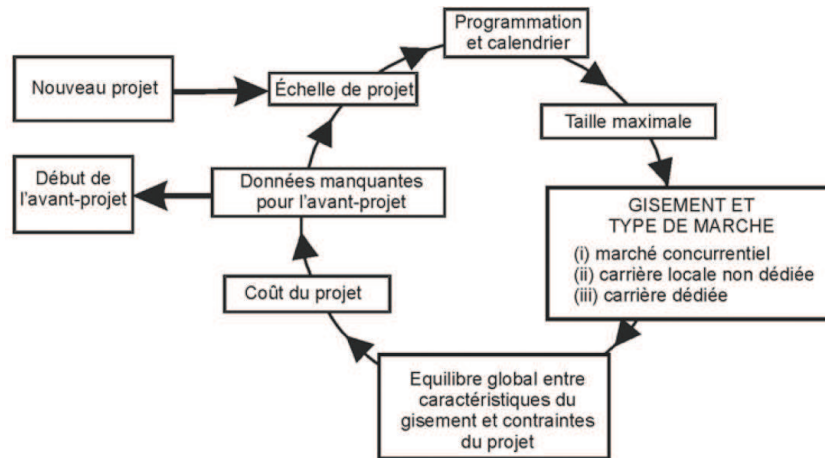 Programmation
et calendrier
Nouveau projet
Échelle de projet
Taille maximale
Début de
l'avant-projet
Données manquantes
pour l'avant-projet
GISEMENT ET
TYPE DE MARCHE
(i) marché concurrentiel
(ii) carrière locale non dédiée
(iii) carrière dédiée
Coût du projet
Equilibre global entre
caractéristiques du
gisement et contraintes
du projet